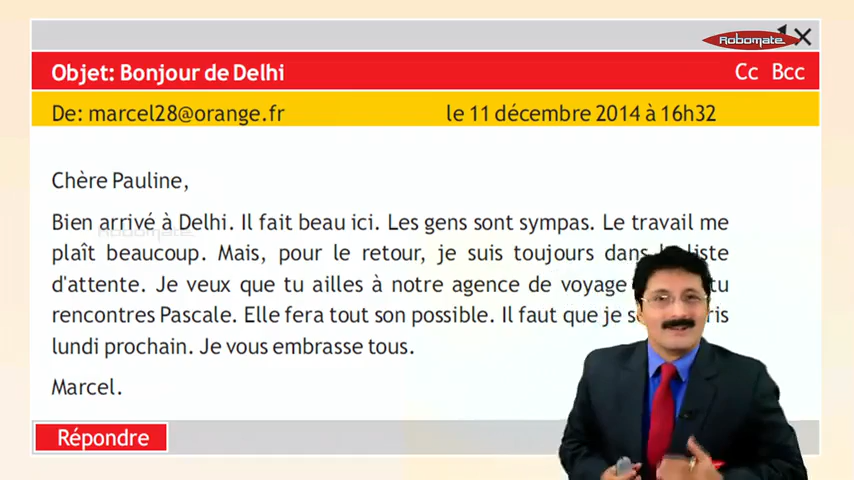 Robomate
Objet: Bonjour de Delhi Cc Bcc
De: marcel28@orange.fr le 11 décembre 2014 à 16h32
Chère Pauline,
Bien arrivé à Delhi. Il fait beau ici. Les gens sont sympas. Le travail me
Robomate
plaît beaucoup. Mais, pour le retour, je suis toujours dans liste
d'attente. Je veux que tu ailles à notre agence de voyage tu
rencontres Pascale. Elle fera tout son possible. Il faut que je
lundi prochain. Je vous embrasse tous.
Marcel.
Répondre